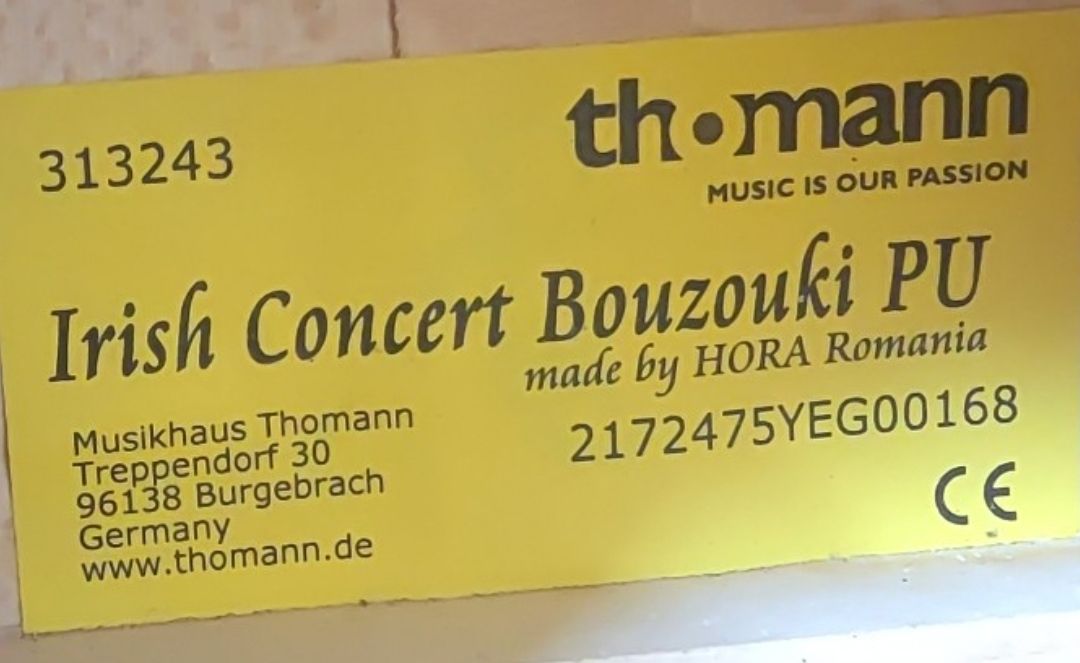 313243
th•mann
MUSIC IS OUR PASSION
Irish Concert Bouzouki PU
made by HORA Romania
2172475YEG00168
Musikhaus Thomann
Treppendorf 30
96138 Burgebrach
Germany
www.thomann.de
CE